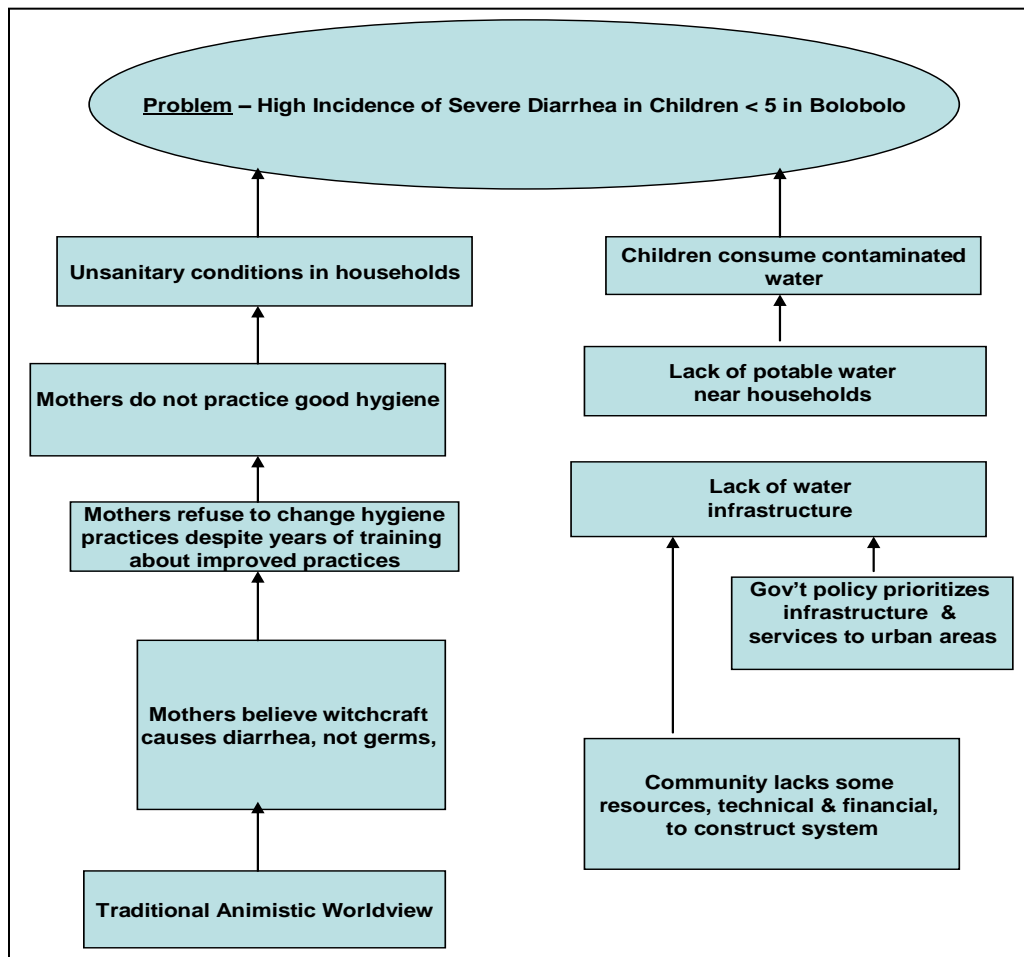 Problem – High Incidence of Severe Diarrhea in Children < 5 in Bolobolo
Unsanitary conditions in households
Mothers do not practice good hygiene
Mothers refuse to change hygiene
practices despite years of training
about improved practices
Mothers believe witchcraft
causes diarrhea, not germs,
Traditional Animistic Worldview
Children consume contaminated
water
Lack of potable water
near households
Lack of water
infrastructure
Gov't policy prioritizes
infrastructure &
services to urban areas
Community lacks some
resources, technical & financial,
to construct system